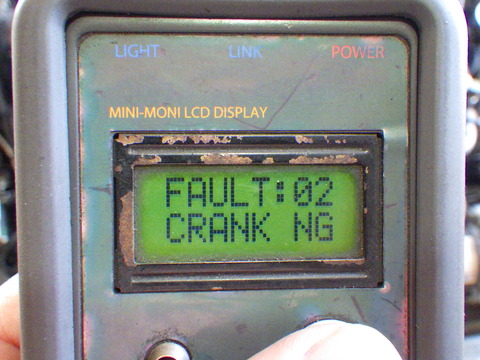 LIGHT LINK POWER
MINI-MONI LCD DISPLAY
FAULT:02
CRANK NG